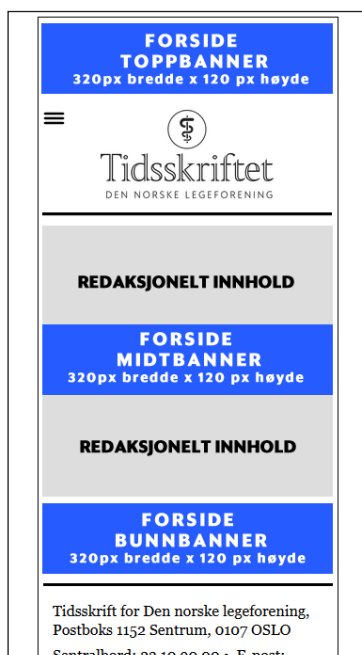 FORSIDE
TOPPBANNER
320px bredde x 120 px høyde
Tidsskriftet
DEN NORSKE LEGEFORENING
REDAKSJONELT INNHOLD
FORSIDE
MIDTBANNER
320px bredde x 120 px høyde
REDAKSJONELT INNHOLD
FORSIDE
BUNNBANNER
320px bredde x 120 px høyde
Tidsskrift for Den norske legeforening,
Postboks 1152 Sentrum, 0107 OSLO